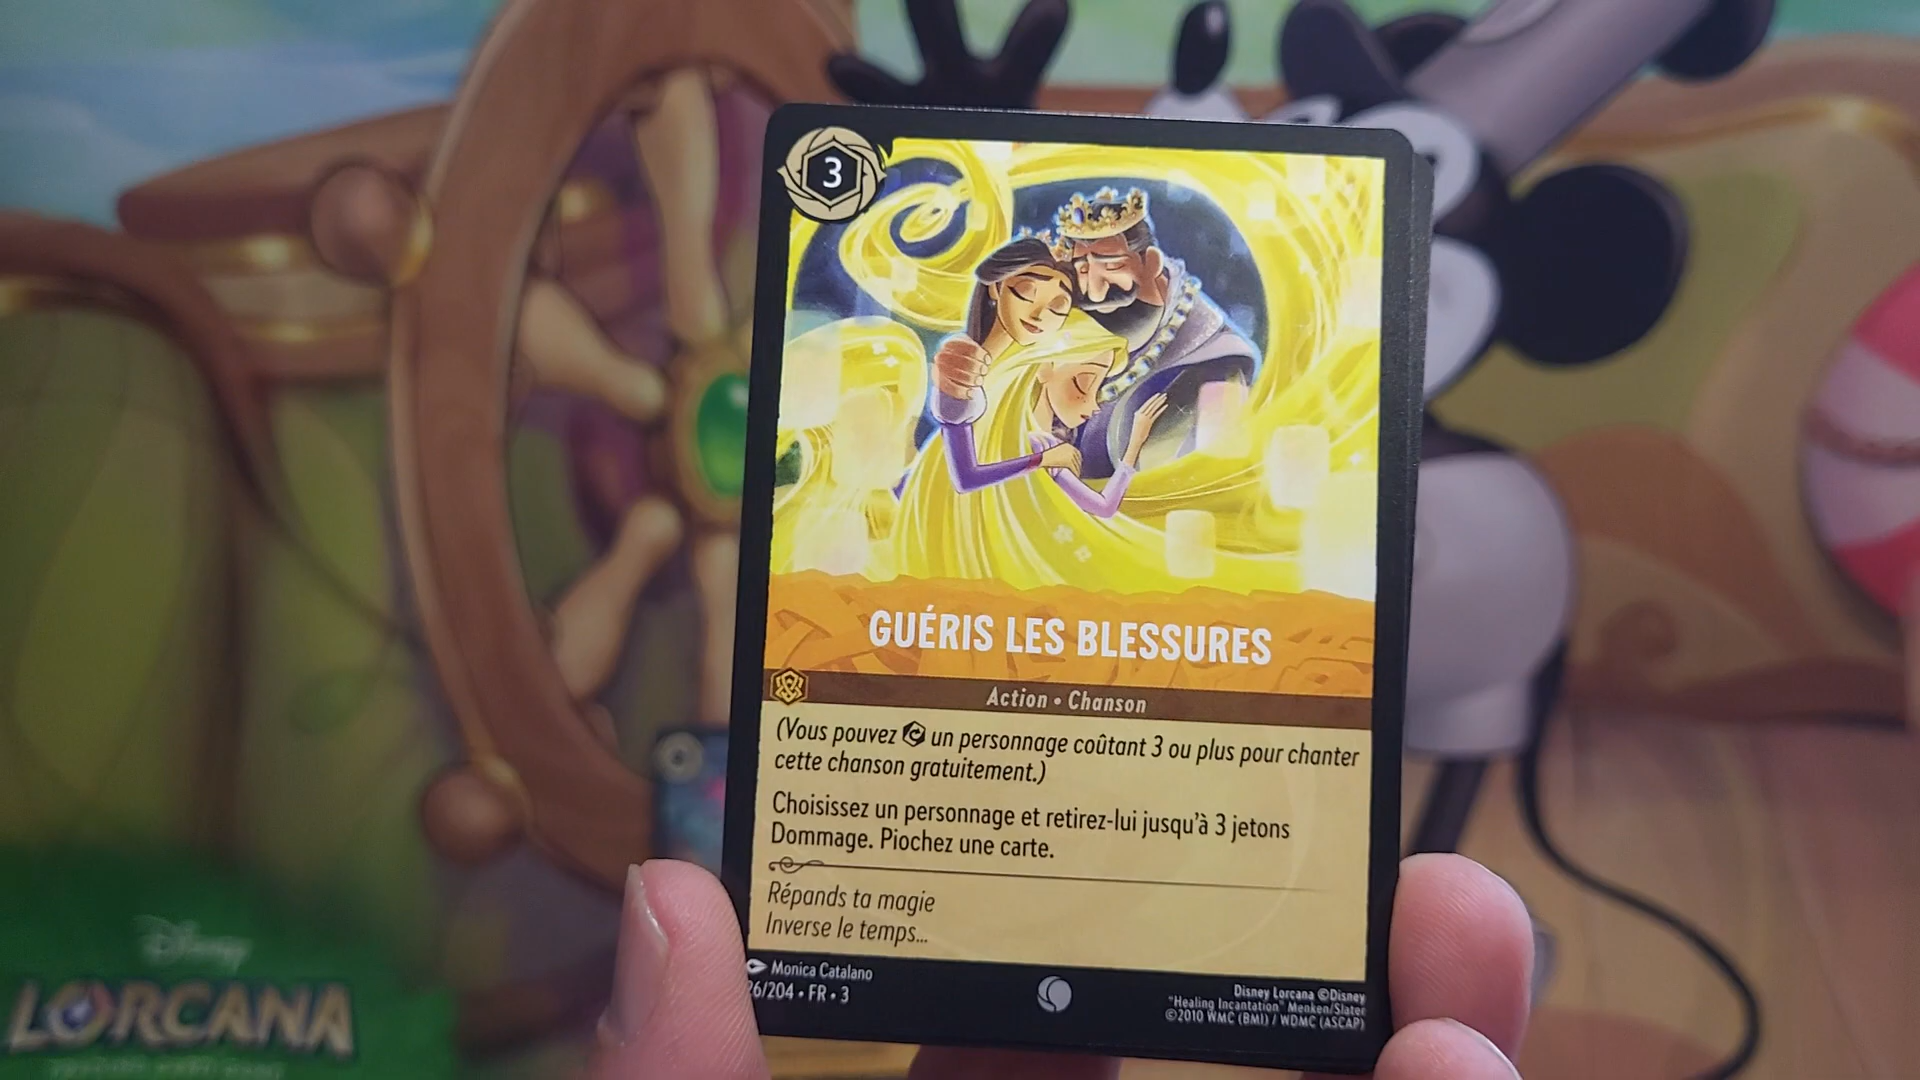 3
GUÉRIS LES BLESSURES
Action • Chanson
(Vous pouvez un personnage coûtant 3 ou plus pour chanter
cette chanson gratuitement.)
Choisissez un personnage et retirez-lui jusqu'à 3 jetons
Dommage. Piochez une carte.
Répands ta magie
Inverse le temps...
Monica Catalano
26/204 • FR • 3
Disney Lorcana ©Disney
"Healing Incantation" Menken/Slater
©2010 WMC (BMI) / WDMC (ASCAP)
Disney
LORCANA